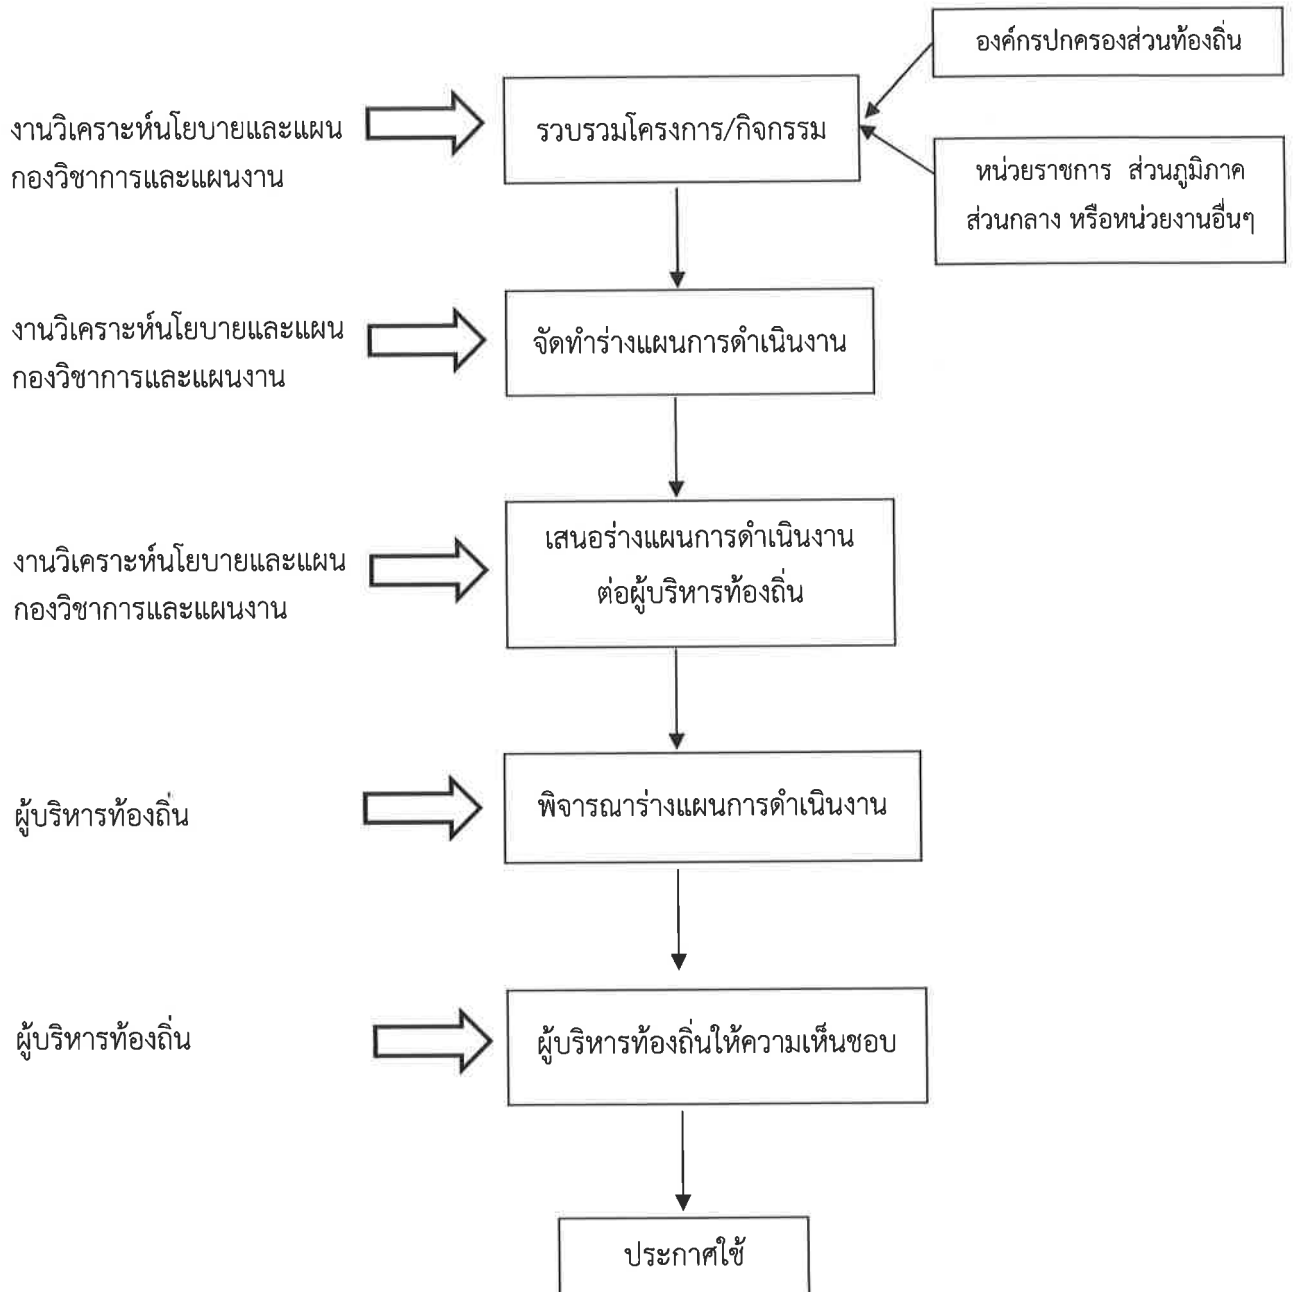 องค์กรปกครองส่วนท้องถิ่น
งานวิเคราะห์นโยบายและแผน
กองวิชาการและแผนงาน
รวบรวมโครงการ/กิจกรรม
หน่วยราชการ ส่วนภูมิภาค
ส่วนกลาง หรือหน่วยงานอื่นๆ
งานวิเคราะห์นโยบายและแผน
กองวิชาการและแผนงาน
จัดทำร่างแผนการดำเนินงาน
งานวิเคราะห์นโยบายและแผน
กองวิชาการและแผนงาน
เสนอร่างแผนการดำเนินงาน
ต่อผู้บริหารท้องถิ่น
ผู้บริหารท้องถิ่น
พิจารณาร่างแผนการดำเนินงาน
ผู้บริหารท้องถิ่น
ผู้บริหารท้องถิ่นให้ความเห็นชอบ
ประกาศใช้